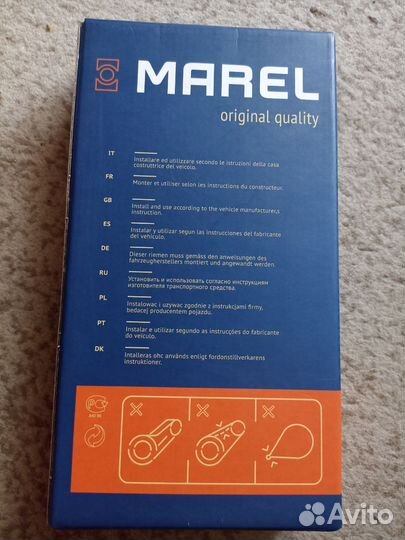 MAREL
original quality
IT
Installare ed utilizzare secondo le istruzioni della casa
costruttrice del veicolo.
FR
Monter et utiliser selon les instructions du constructeur.
GB
Install and use according to the vehicle manufacturer,s
instruction.
ES
Instalar y utilizar segun las instrucciones del fabricante
del vehiculo.
DE
Dieser riemen muss gemäss den anweisungen des
fahrzeugherstellers montiert und angewandt werden.
RU
Установить и использовать согласно инструкциям
изготовителя транспортного средства.
PL
Instalowac i uzywac zgodnie z instrukcjami firmy,
bedacej producentem pojazdu.
PT
Instalar e utilizar segundo as instrucções do fabricante
do veiculo.
DK
Intalleras ohc används enligt fordonstillverkarens
instruktioner.
Avito